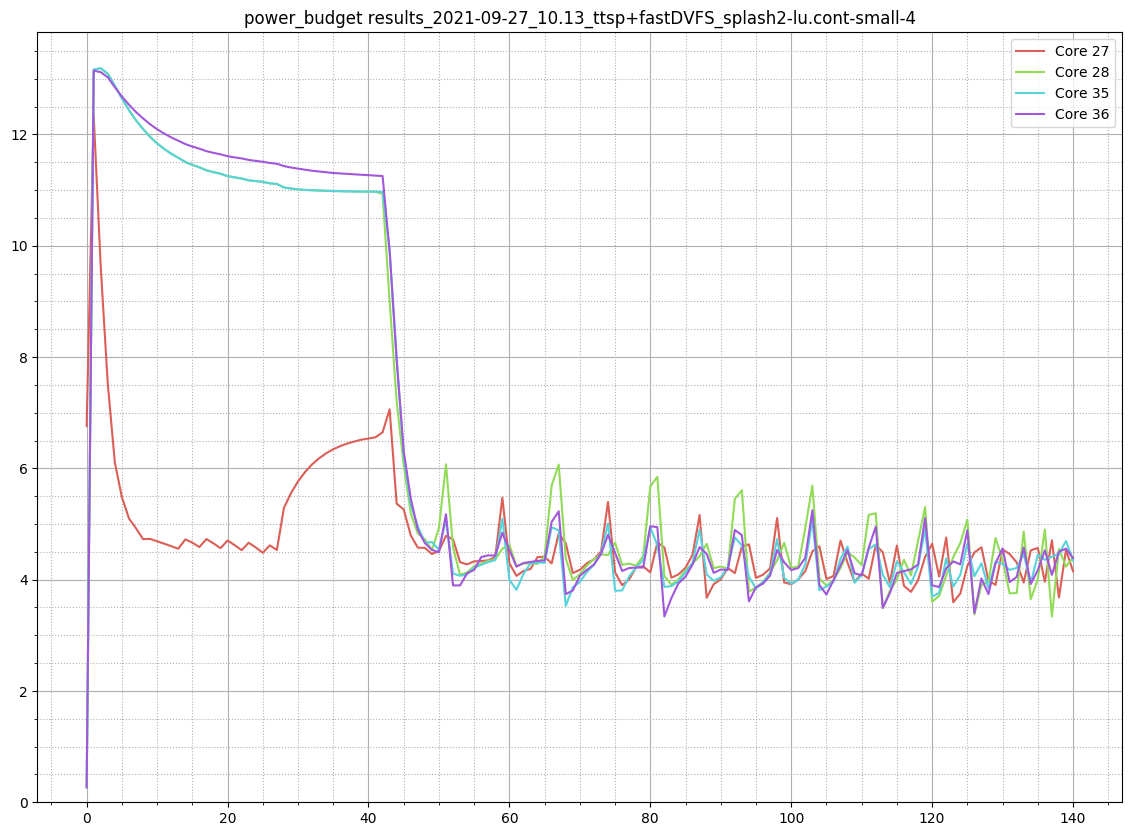 power_budget results_2021-09-27_10.13_ttsp+fastDVFS_splash2-lu.cont-small-4
Core 27
Core 28
Core 35
Core 36
12
10
8
6
4
2
0
0 20 40 60 80 100 120 140